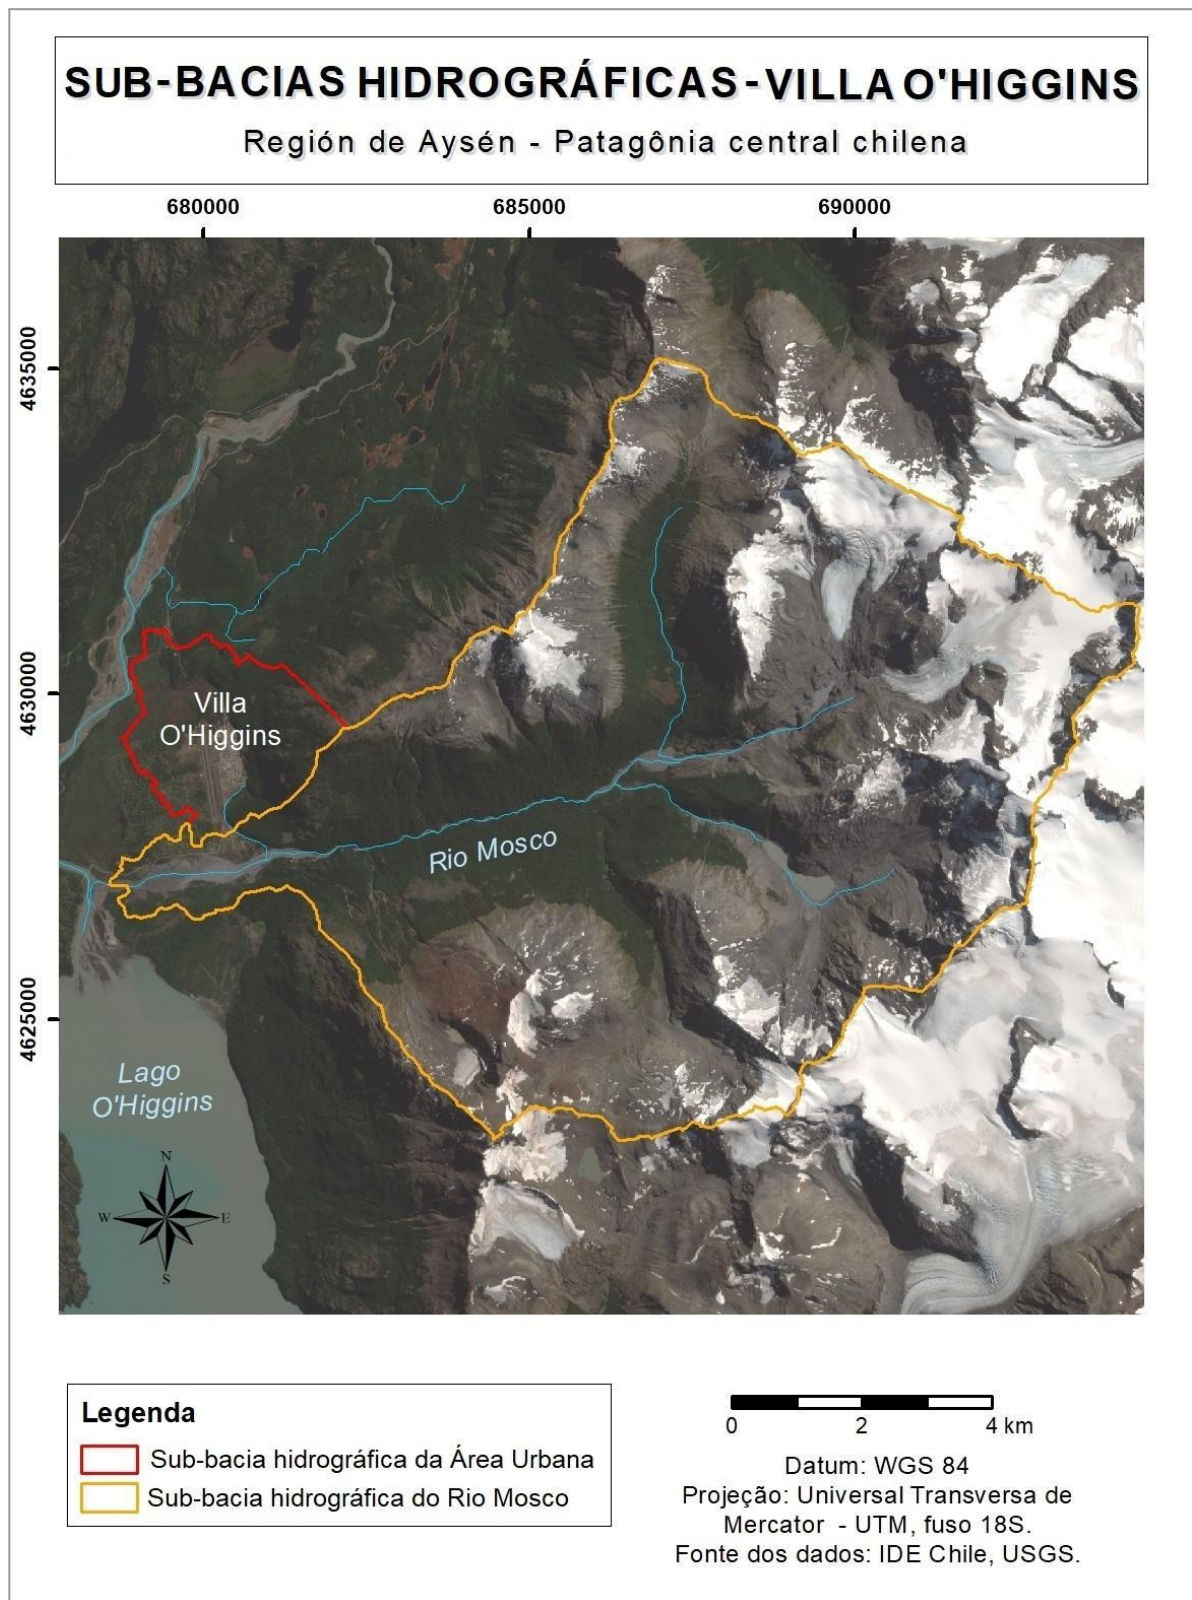 SUB-BACIAS HIDROGRÁFICAS - VILLA O'HIGGINS
Región de Aysén - Patagônia central chilena
680000
685000
690000
4635000
4630000
4625000
Villa
O'Higgins
Rio Mosco
Lago
O'Higgins
N
W
E
S
Legenda
Sub-bacia hidrográfica da Área Urbana
Sub-bacia hidrográfica do Rio Mosco
0 2 4 km
Datum: WGS 84
Projeção: Universal Transversa de
Mercator - UTM, fuso 18S.
Fonte dos dados: IDE Chile, USGS.